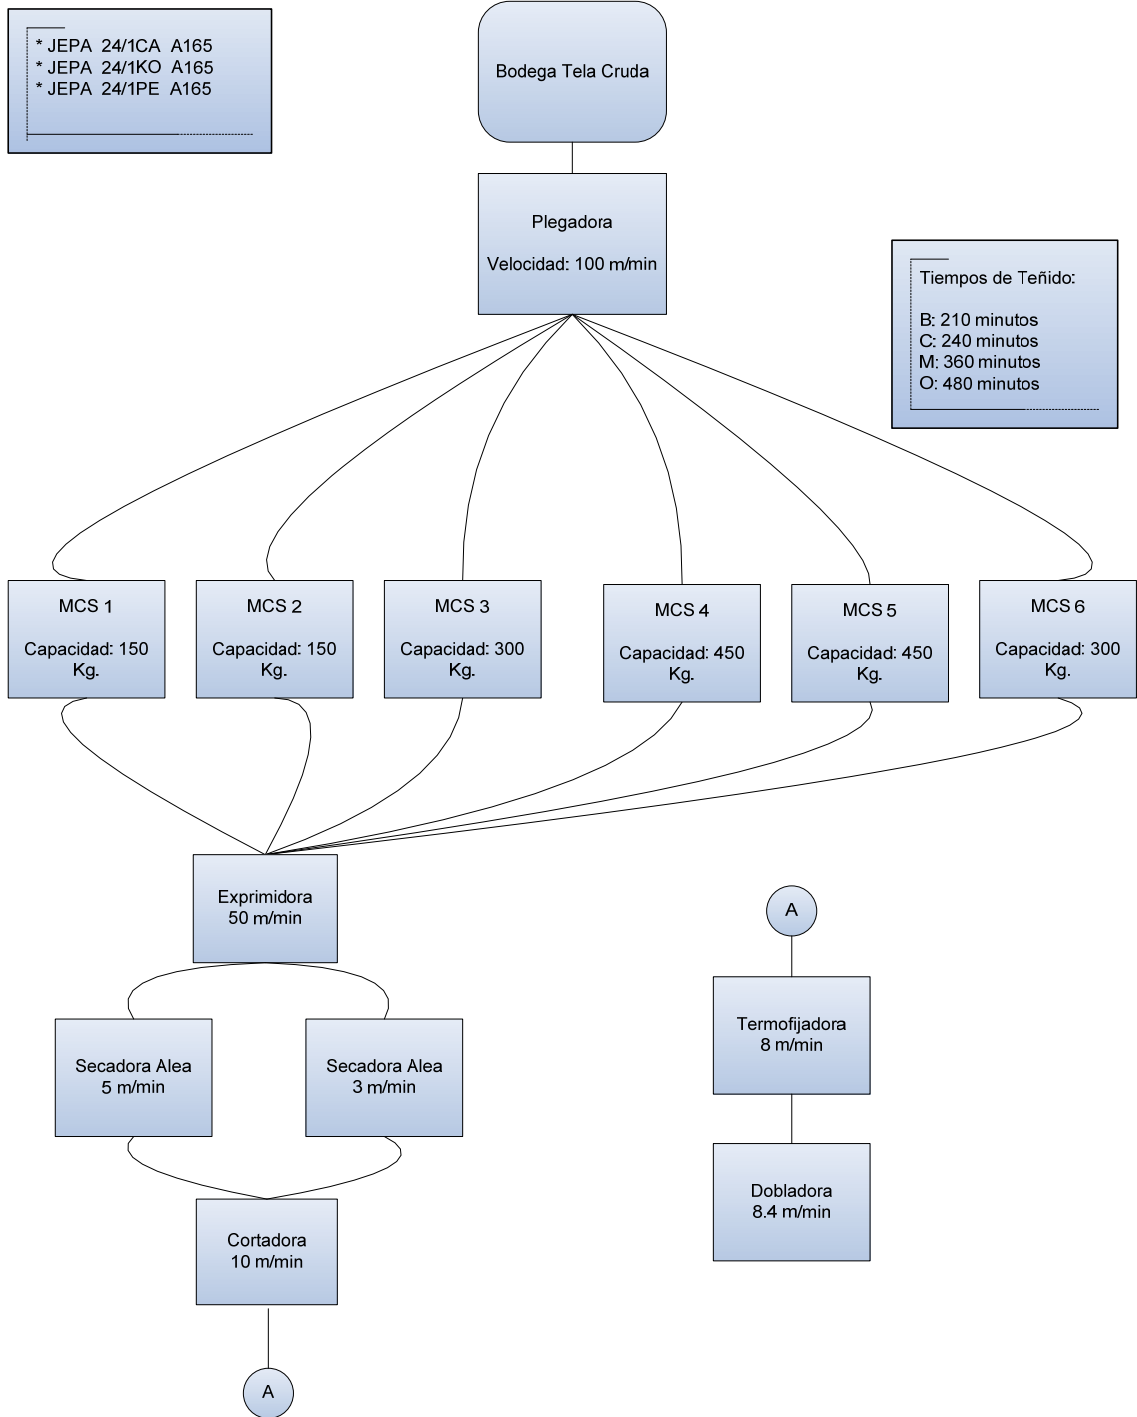 * JEPA 24/1CA A165
* JEPA 24/1KO A165
* JEPA 24/1PE A165
Bodega Tela Cruda
Plegadora
Velocidad: 100 m/min
Tiempos de Teñido:
B: 210 minutos
C: 240 minutos
M: 360 minutos
O: 480 minutos
MCS 1
Capacidad: 150
Kg.
MCS 2
Capacidad: 150
Kg.
MCS 3
Capacidad: 300
Kg.
MCS 4
Capacidad: 450
Kg.
MCS 5
Capacidad: 450
Kg.
MCS 6
Capacidad: 300
Kg.
Exprimidora
50 m/min
Secadora Alea
5 m/min
Secadora Alea
3 m/min
Cortadora
10 m/min
A
A
Termofijadora
8 m/min
Dobladora
8.4 m/min